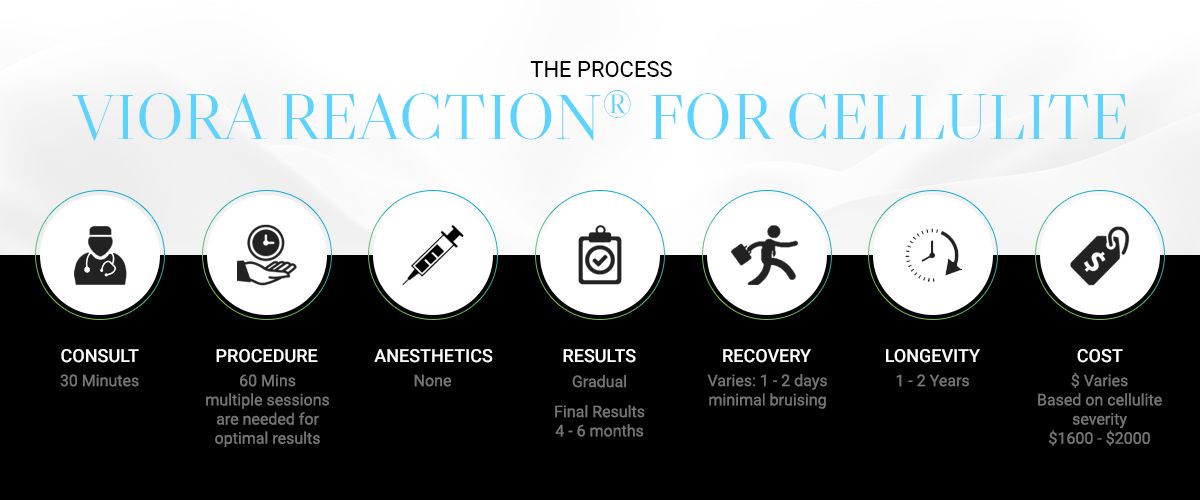 THE PROCESS
VIORA REACTION® FOR CELLULITE
CONSULT
30 Minutes
PROCEDURE
60 Mins
multiple sessions
are needed for
optimal results
ANESTHETICS
None
RESULTS
Gradual
Final Results
4 - 6 months
RECOVERY
Varies: 1 - 2 days
minimal bruising
LONGEVITY
1 - 2 Years
COST
$ Varies
Based on cellulite
severity
$1600 - $2000